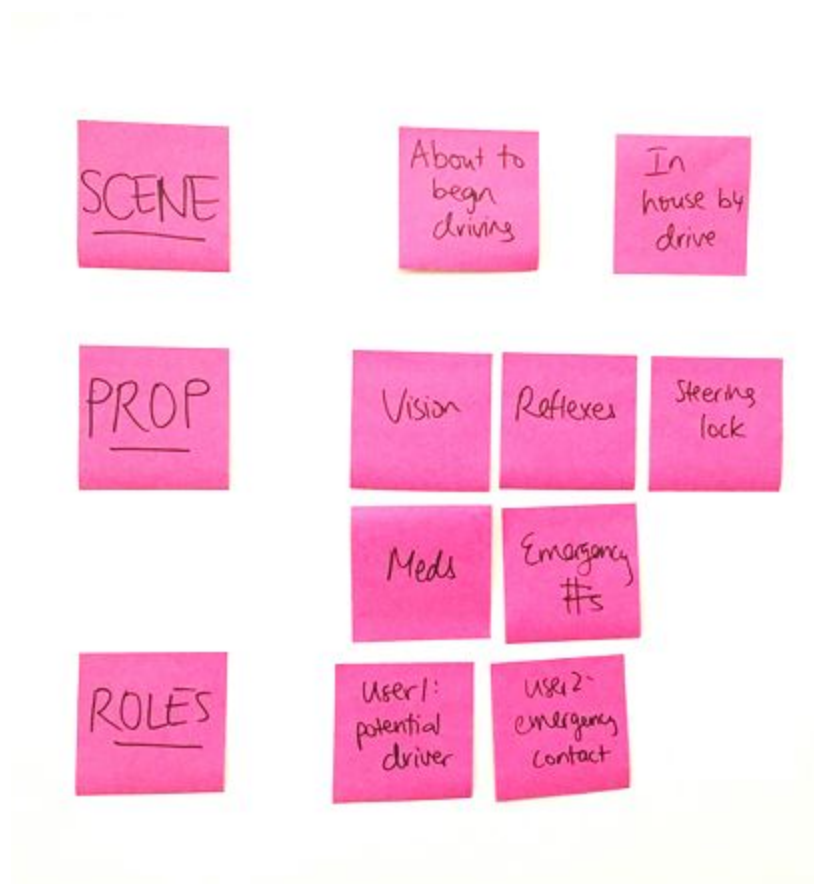 SCENE
About to
begn
driving
In
house by
drive
PROP
Vision
Reflexes
Steering
lock
Meds
Emergency
#s
ROLES
User1:
potential
driver
User2-
emergency
contact